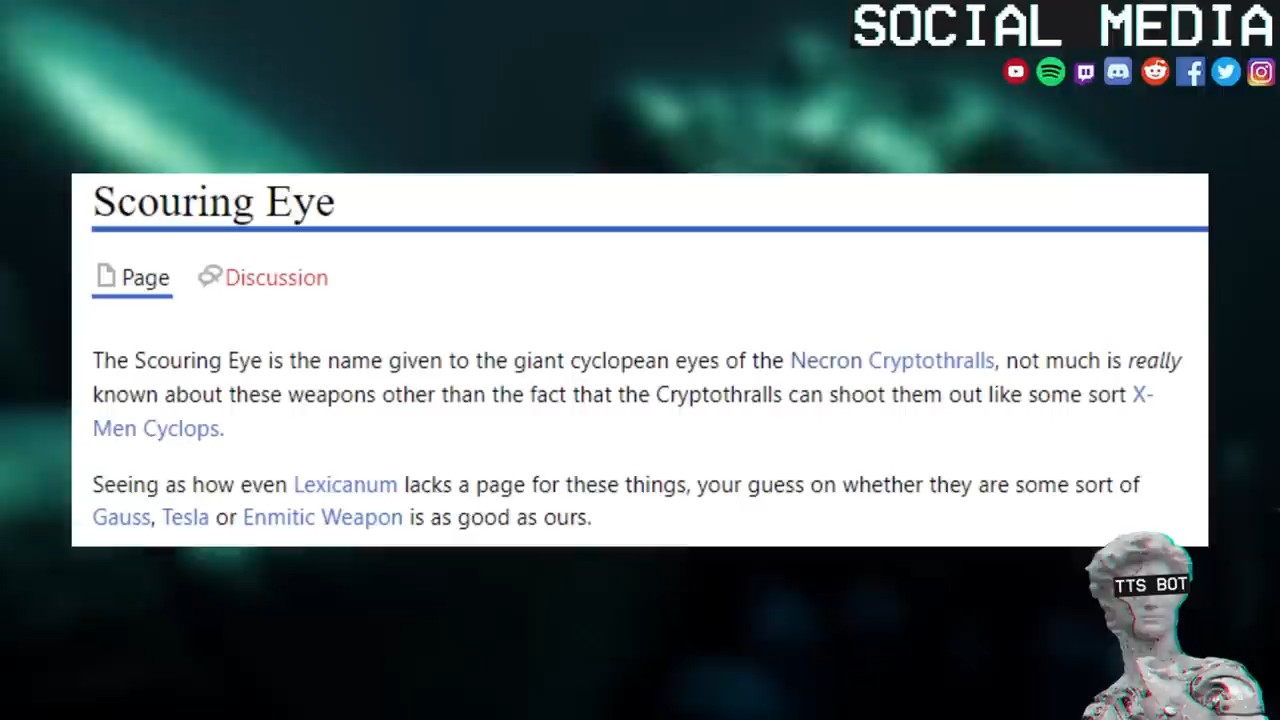 SOCIAL MEDIA
Scouring Eye
Page Discussion
The Scouring Eye is the name given to the giant cyclopean eyes of the Necron Cryptothralls, not much is really
known about these weapons other than the fact that the Cryptothralls can shoot them out like some sort X-
Men Cyclops.
Seeing as how even Lexicanum lacks a page for these things, your guess on whether they are some sort of
Gauss, Tesla or Enmitic Weapon is as good as ours.
TTS BOT